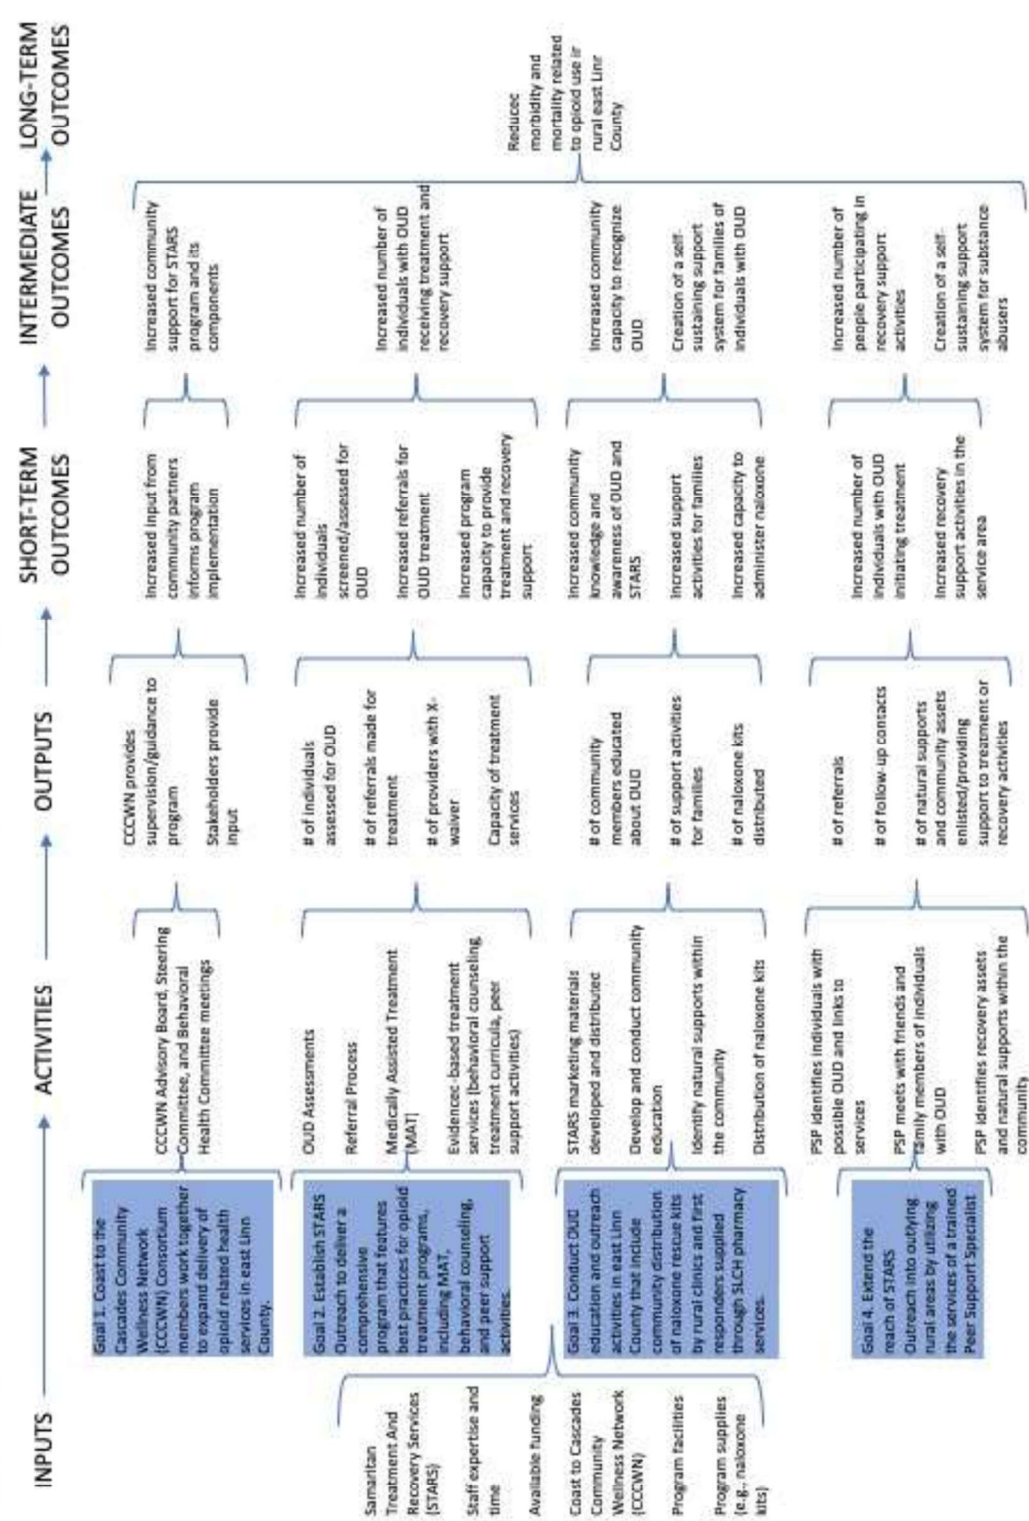 INPUTS
ACTIVITIES
OUTPUTS
SHORT-TERM
OUTCOMES
INTERMEDIATE
OUTCOMES
LONG-TERM
OUTCOMES
Samaritan
Treatment And
Recovery Services
(STARS)
Staff expertise and
time
Available funding
Coast to Cascades
Community
Wellness Network
(CCCWN)
Program facilities
Program supplies
(e.g., naloxone
kits)
Goal 1. Coast to the
Cascades Community
Wellness Network
(CCCWN) Consortium
members work together
to expand delivery of
opioid related health
services in east Linn
County.
CCCWN Advisory Board, Steering
Committee, and Behavioral
Health Committee meetings
CCCWN provides
supervision/guidance to
program
Stakeholders provide
input
Increased input from
community partners
informs program
implementation
Increased community
support for STARS
program and its
components
Goal 2. Establish STARS
Outreach to deliver a
comprehensive
program that features
best practices for opioid
treatment programs,
including MAT,
behavioral counseling,
and peer support
activities.
OUD Assessments
Referral Process
Medically Assisted Treatment
(MAT)
Evidence-based treatment
services (behavioral counseling,
treatment curricula, peer
support activities)
# of individuals
assessed for OUD
# of referrals made for
treatment
# of providers with X-
waiver
Capacity of treatment
services
Increased number of
individuals
screened/assessed for
OUD
Increased referrals for
OUD treatment
Increased program
capacity to provide
treatment and recovery
support
Increased number of
individuals with OUD
receiving treatment and
recovery support
Goal 3. Conduct OUD
education and outreach
activities in east Linn
County that include
community distribution
of naloxone rescue kits
by rural clinics and first
responders supplied
through SLCH pharmacy
services.
STARS marketing materials
developed and distributed
Develop and conduct community
education
Identify natural supports within
the community
Distribution of naloxone kits
# of community
members educated
about OUD
# of support activities
for families
# of naloxone kits
distributed
Increased community
knowledge and
awareness of OUD and
STARS
Increased support
activities for families
Increased capacity to
administer naloxone
Increased community
capacity to recognize
OUD
Creation of a self-
sustaining support
system for families of
individuals with OUD
Goal 4. Extend the
reach of STARS
Outreach into outlying
rural areas by utilizing
the services of a trained
Peer Support Specialist
PSP identifies individuals with
possible OUD and links to
services
PSP meets with friends and
family members of individuals
with OUD
PSP identifies recovery assets
and natural supports within the
community
# of referrals
# of follow-up contacts
# of natural supports
and community assets
enlisted/providing
support to treatment or
recovery activities
Increased number of
individuals with OUD
initiating treatment
Increased recovery
support activities in the
service area
Increased number of
people participating in
recovery support
activities
Creation of a self-
sustaining support
system for substance
abusers
Reducec
morbidity and
mortality related
to opioid use ir
rural east Linr
County